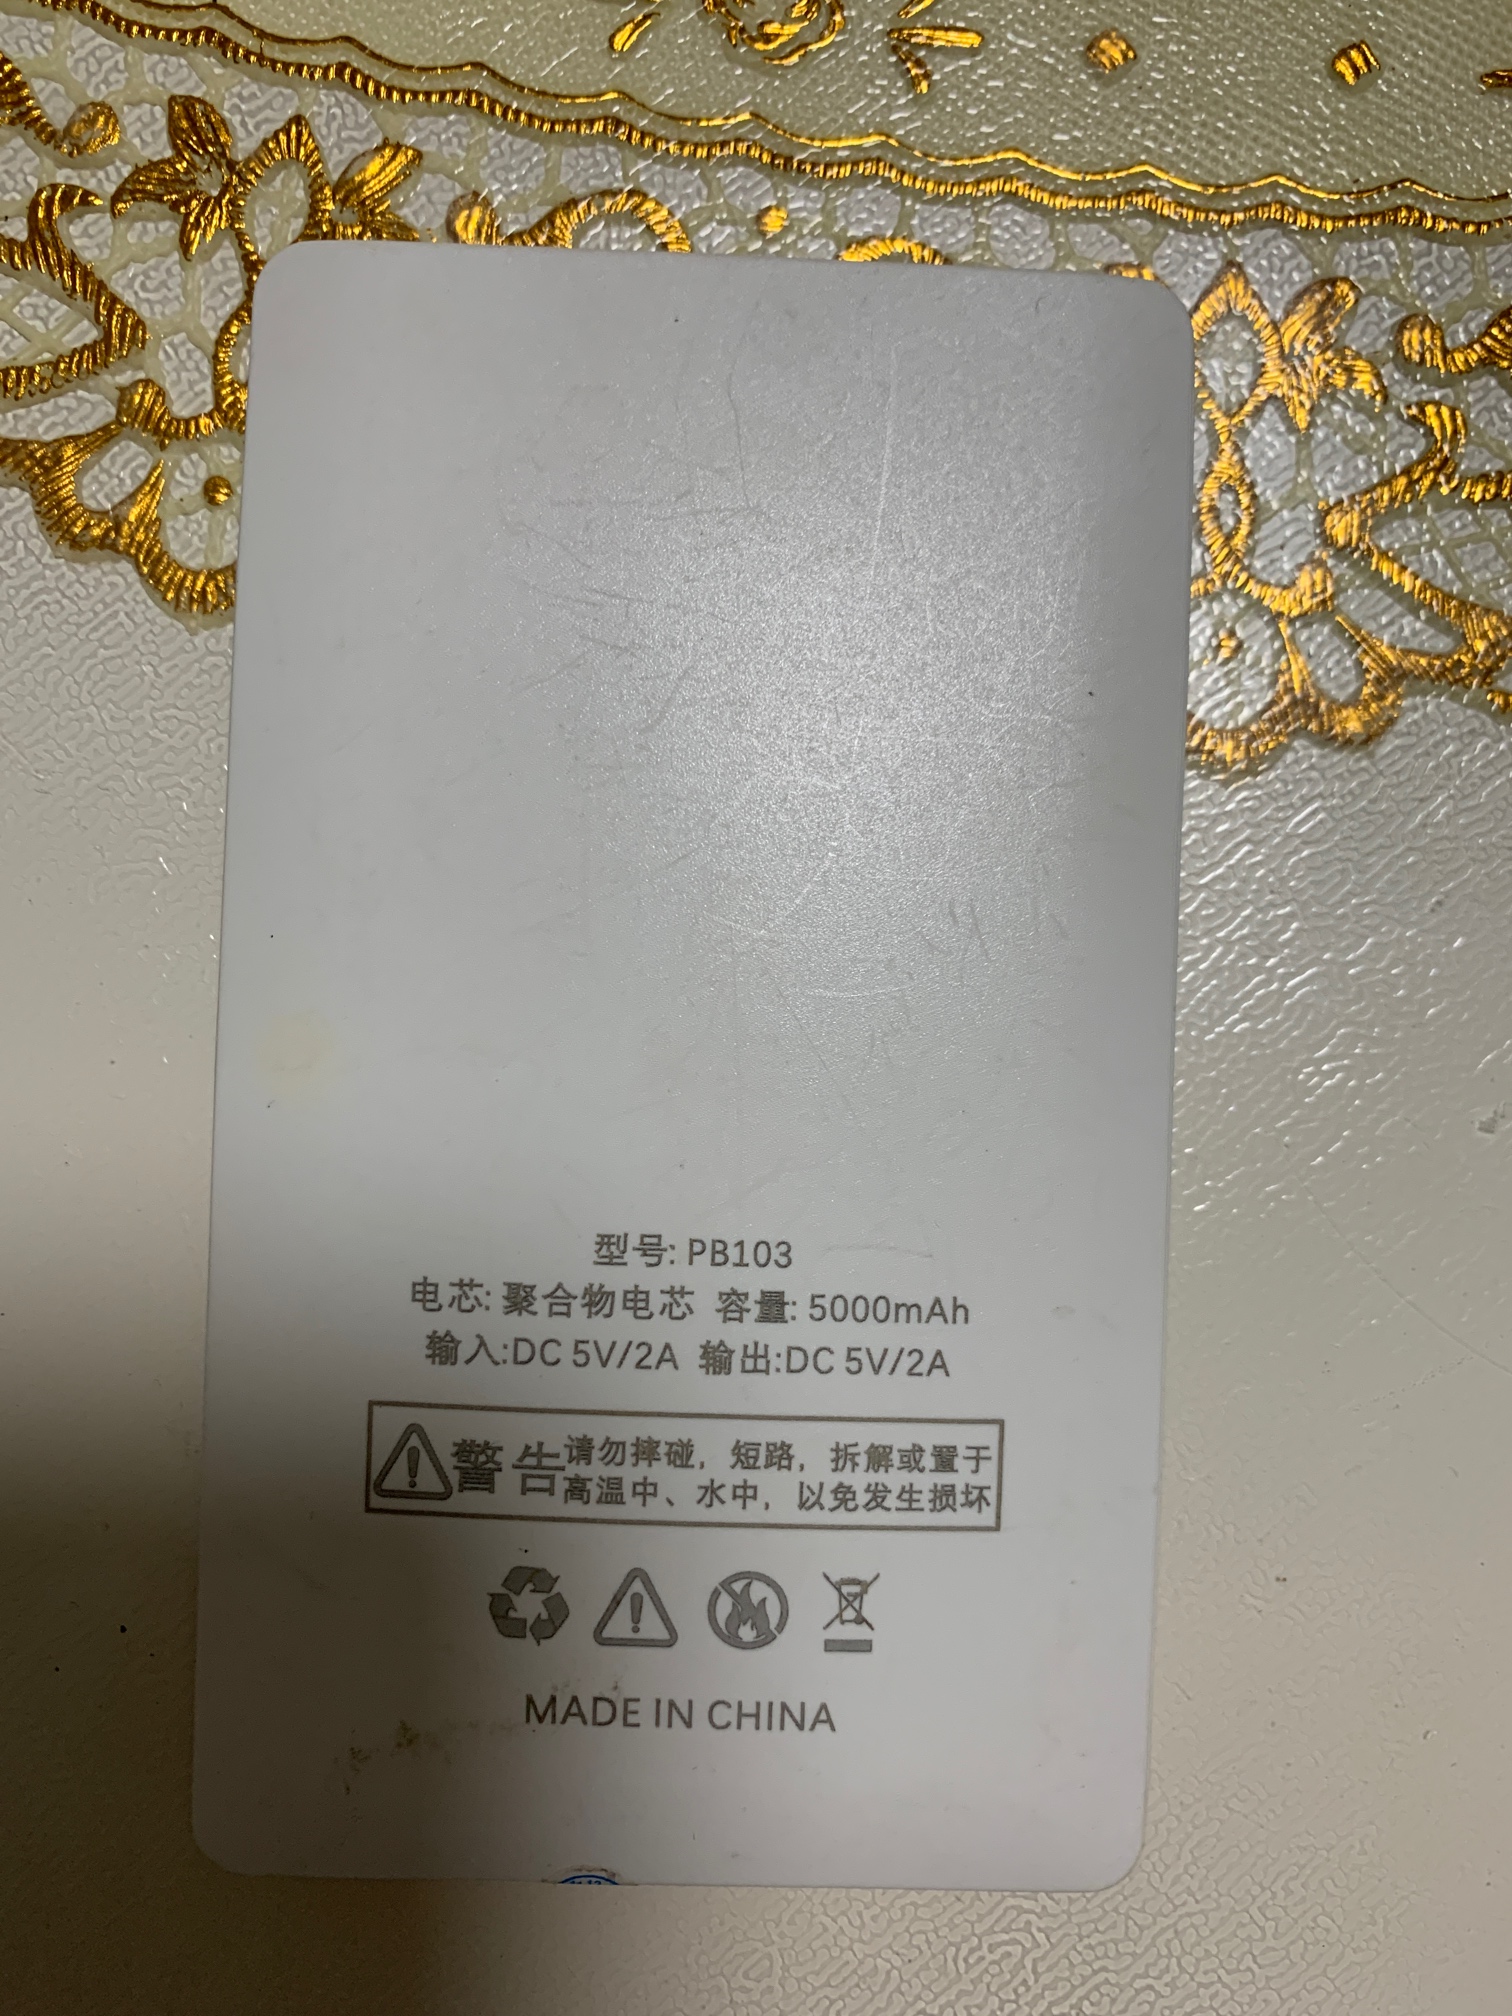 型号: PB103
电芯: 聚合物电芯 容量: 5000mAh
输入:DC 5V/2A 输出:DC 5V/2A
警告
请勿摔碰，短路，拆解或置于
高温中、水中，以免发生损坏
MADE IN CHINA